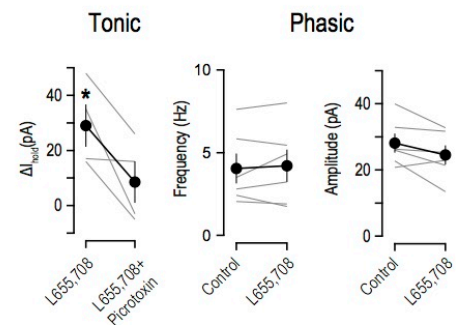 Tonic
Phasic
ΔI_hold(pA)
40
20
0
*
L655,708
L655,708+
Picrotoxin
Frequency (Hz)
10
5
0
Control
L655,708
Amplitude (pA)
40
20
0
Control
L655,708